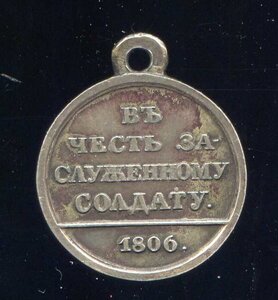 ВЪ
ЧЕСТЬ ЗА-
СЛУЖЕННОМУ
СОЛДАТУ.
1806.